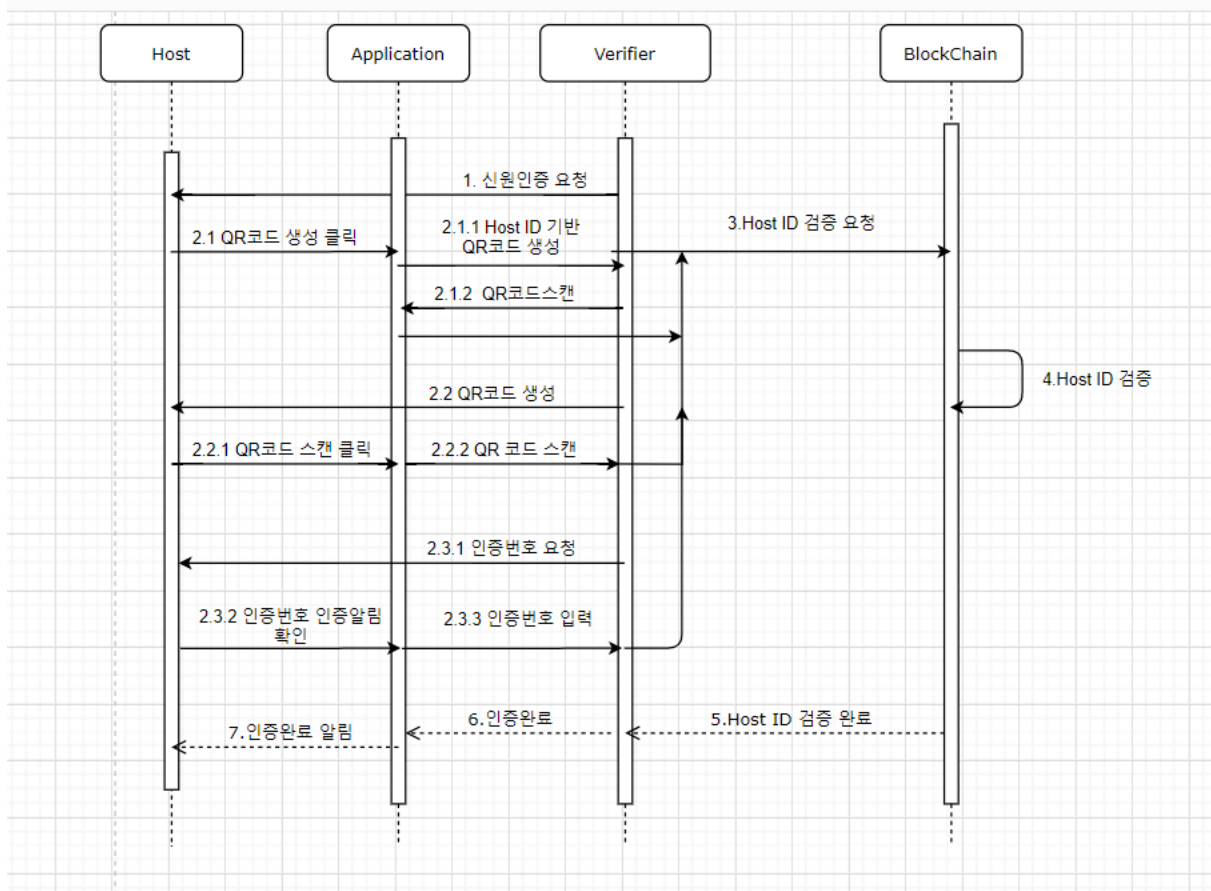 Host
Application
Verifier
BlockChain
1. 신원인증 요청
2.1 QR코드 생성 클릭
2.1.1 Host ID 기반
QR코드 생성
3.Host ID 검증 요청
2.1.2 QR코드스캔
4.Host ID 검증
2.2 QR코드 생성
2.2.1 QR코드 스캔 클릭
2.2.2 QR 코드 스캔
2.3.1 인증번호 요청
2.3.2 인증번호 인증알림
확인
2.3.3 인증번호 입력
7.인증완료 알림
6.인증완료
5.Host ID 검증 완료